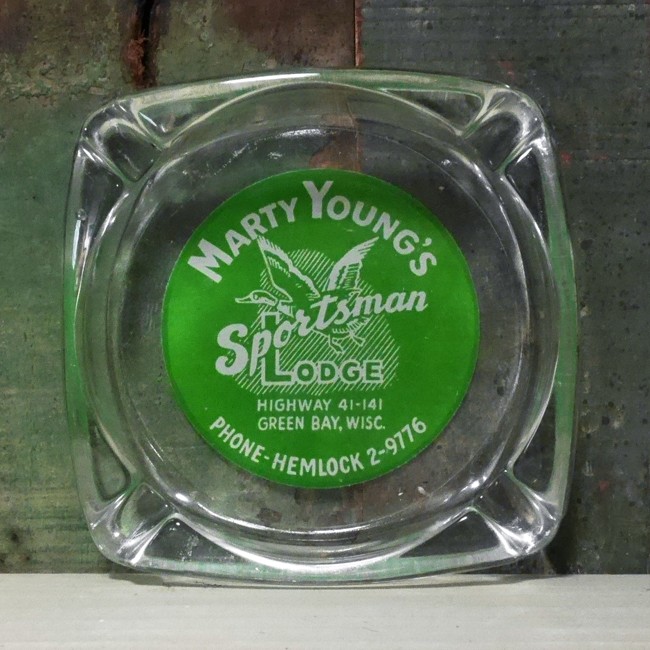 MARTY YOUNG'S
Sportsman
LODGE
HIGHWAY 41-141
GREEN BAY, WISC.
PHONE-HEMLOCK 2-9776